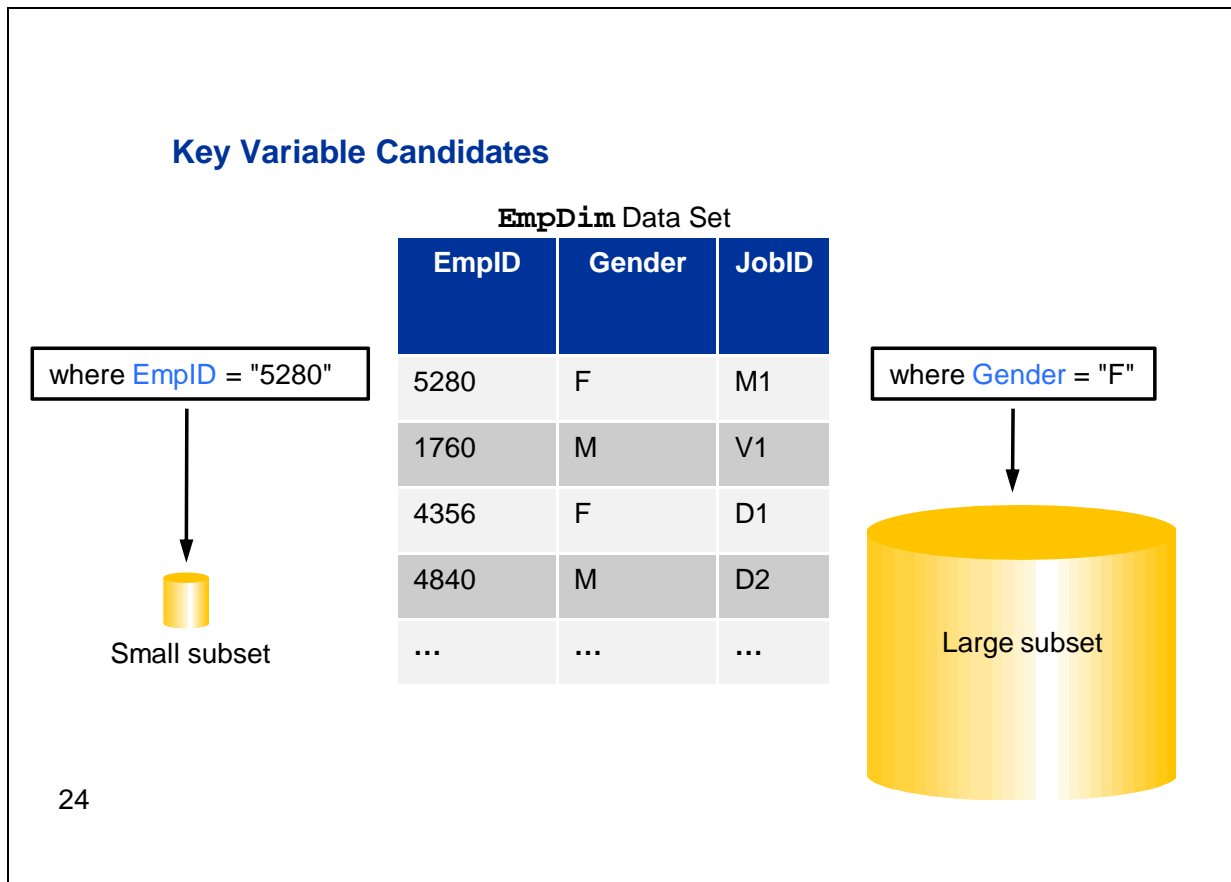 Key Variable Candidates
EmpDim Data Set
EmpID Gender JobID
where EmpID = "5280"
5280 F M1
where Gender = "F"
1760 M V1
4356 F D1
4840 M D2
… … …
Small subset
Large subset
24